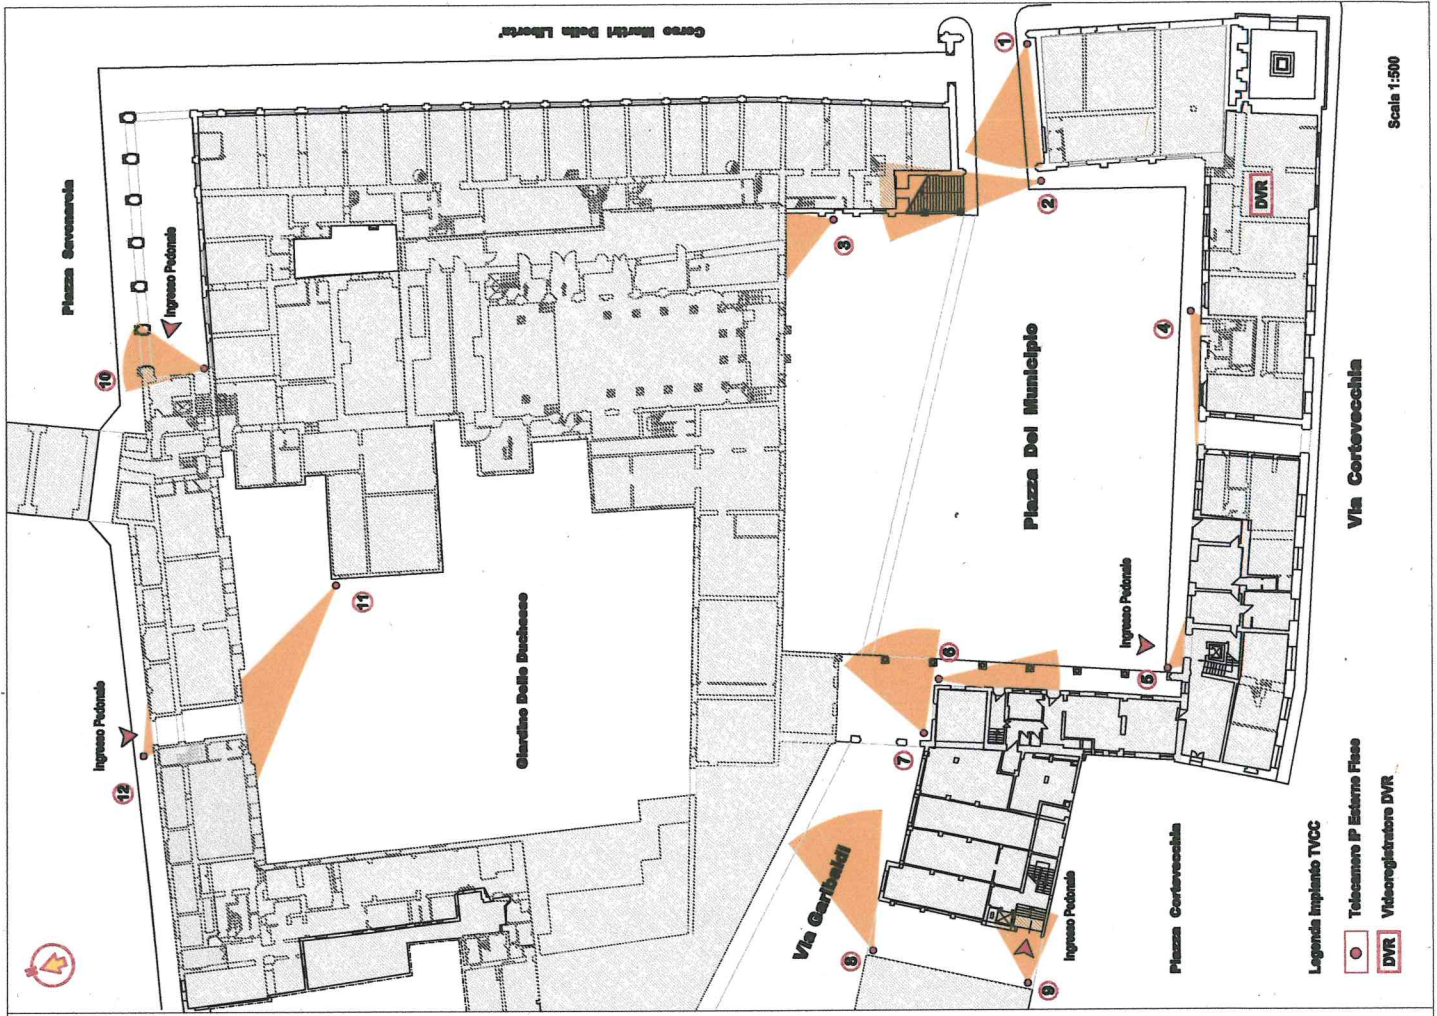 Corso Martiri Della Liberta'
Piazza Savonarola
Ingresso Pedonale
10
1
2
3
4
DVR
Scala 1:500
Piazza Del Municipio
Via Cortevecchia
Ingresso Pedonale
5
6
7
11
Giardino Delle Duchesse
Ingresso Pedonale
12
Via Garibaldi
8
9
Ingresso Pedonale
Piazza Cortevecchia
Legenda Impianto TVCC
Telecamere IP Esterne Fisse
DVR Videoregistratore DVR